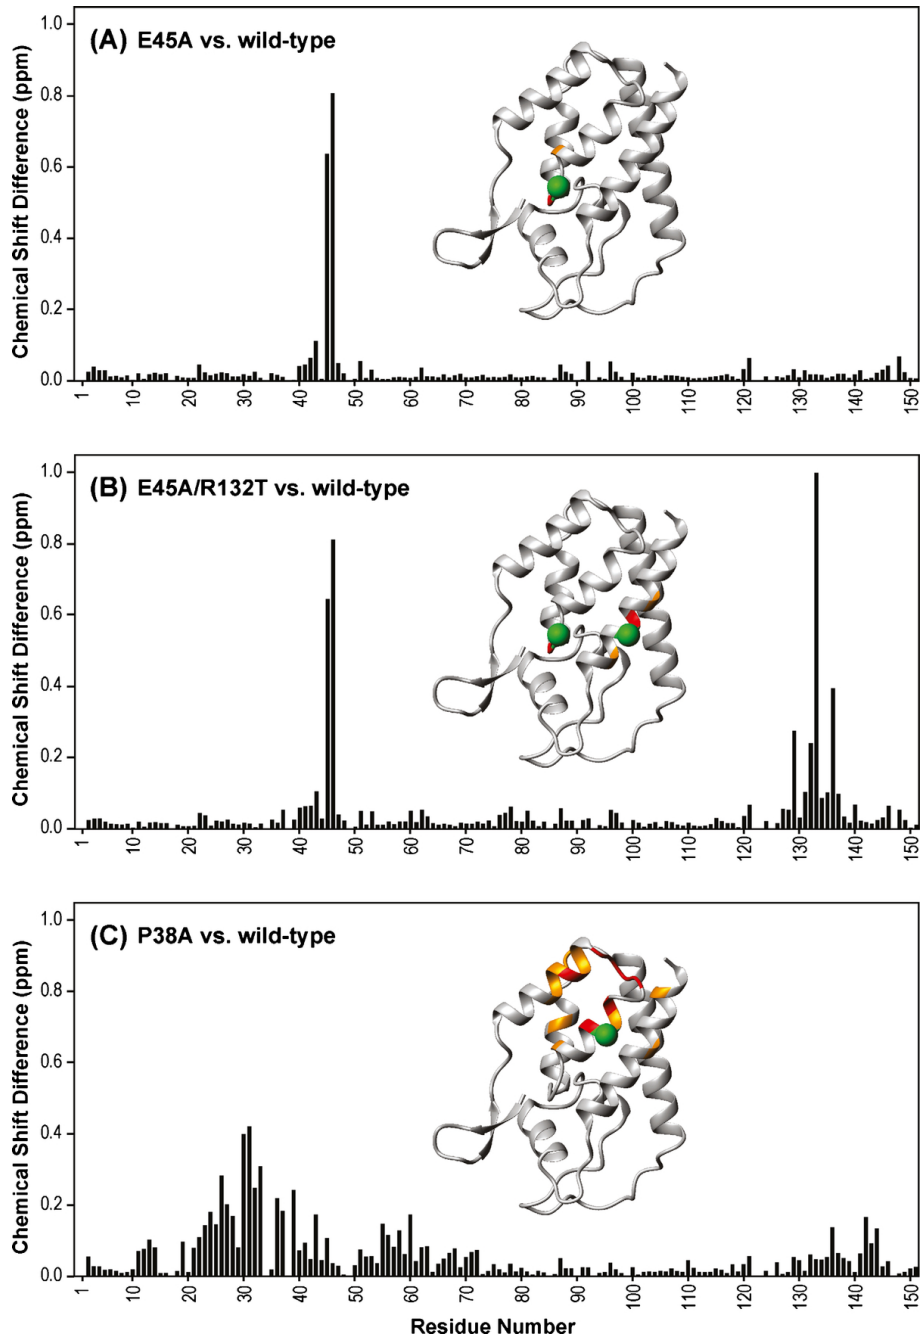 (A) E45A vs. wild-type
Chemical Shift Difference (ppm)
1.0
0.8
0.6
0.4
0.2
0.0
1 10 20 30 40 50 60 70 80 90 100 110 120 130 140 150
(B) E45A/R132T vs. wild-type
Chemical Shift Difference (ppm)
1.0
0.8
0.6
0.4
0.2
0.0
1 10 20 30 40 50 60 70 80 90 100 110 120 130 140 150
(C) P38A vs. wild-type
Chemical Shift Difference (ppm)
1.0
0.8
0.6
0.4
0.2
0.0
1 10 20 30 40 50 60 70 80 90 100 110 120 130 140 150
Residue Number